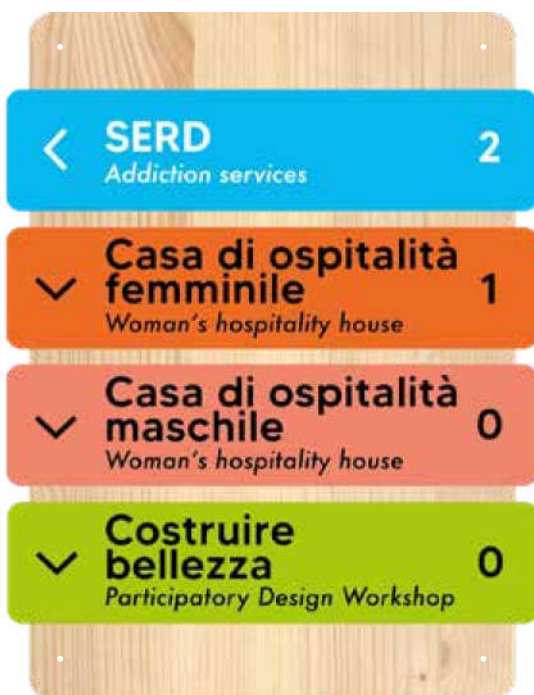 SERD
Addiction services
2
Casa di ospitalità
femminile
Woman's hospitality house
1
Casa di ospitalità
maschile
Woman's hospitality house
0
Costruire
bellezza
Participatory Design Workshop
0